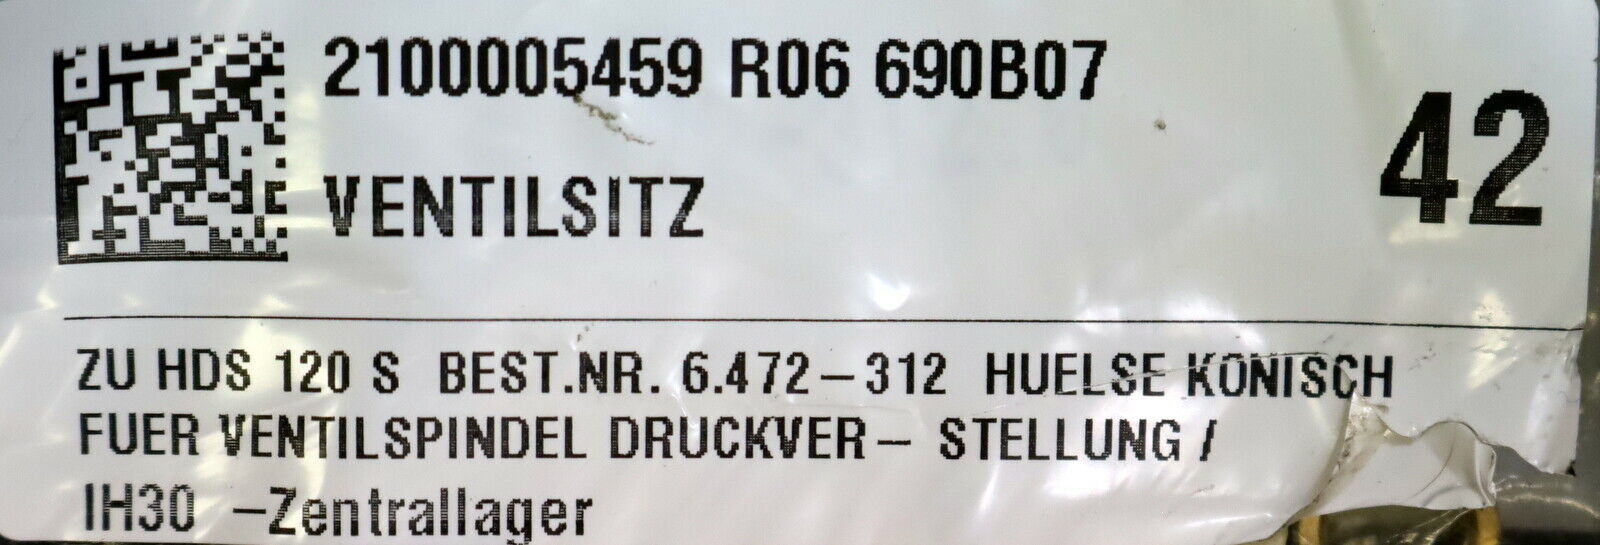 2100005459 R06 690B07
42
VENTILSITZ
ZU HDS 120 S BEST.NR. 6.472-312 HUELSE KONISCH
FUER VENTILSPINDEL DRUCKVER- STELLUNG /
IH30 -Zentrallager